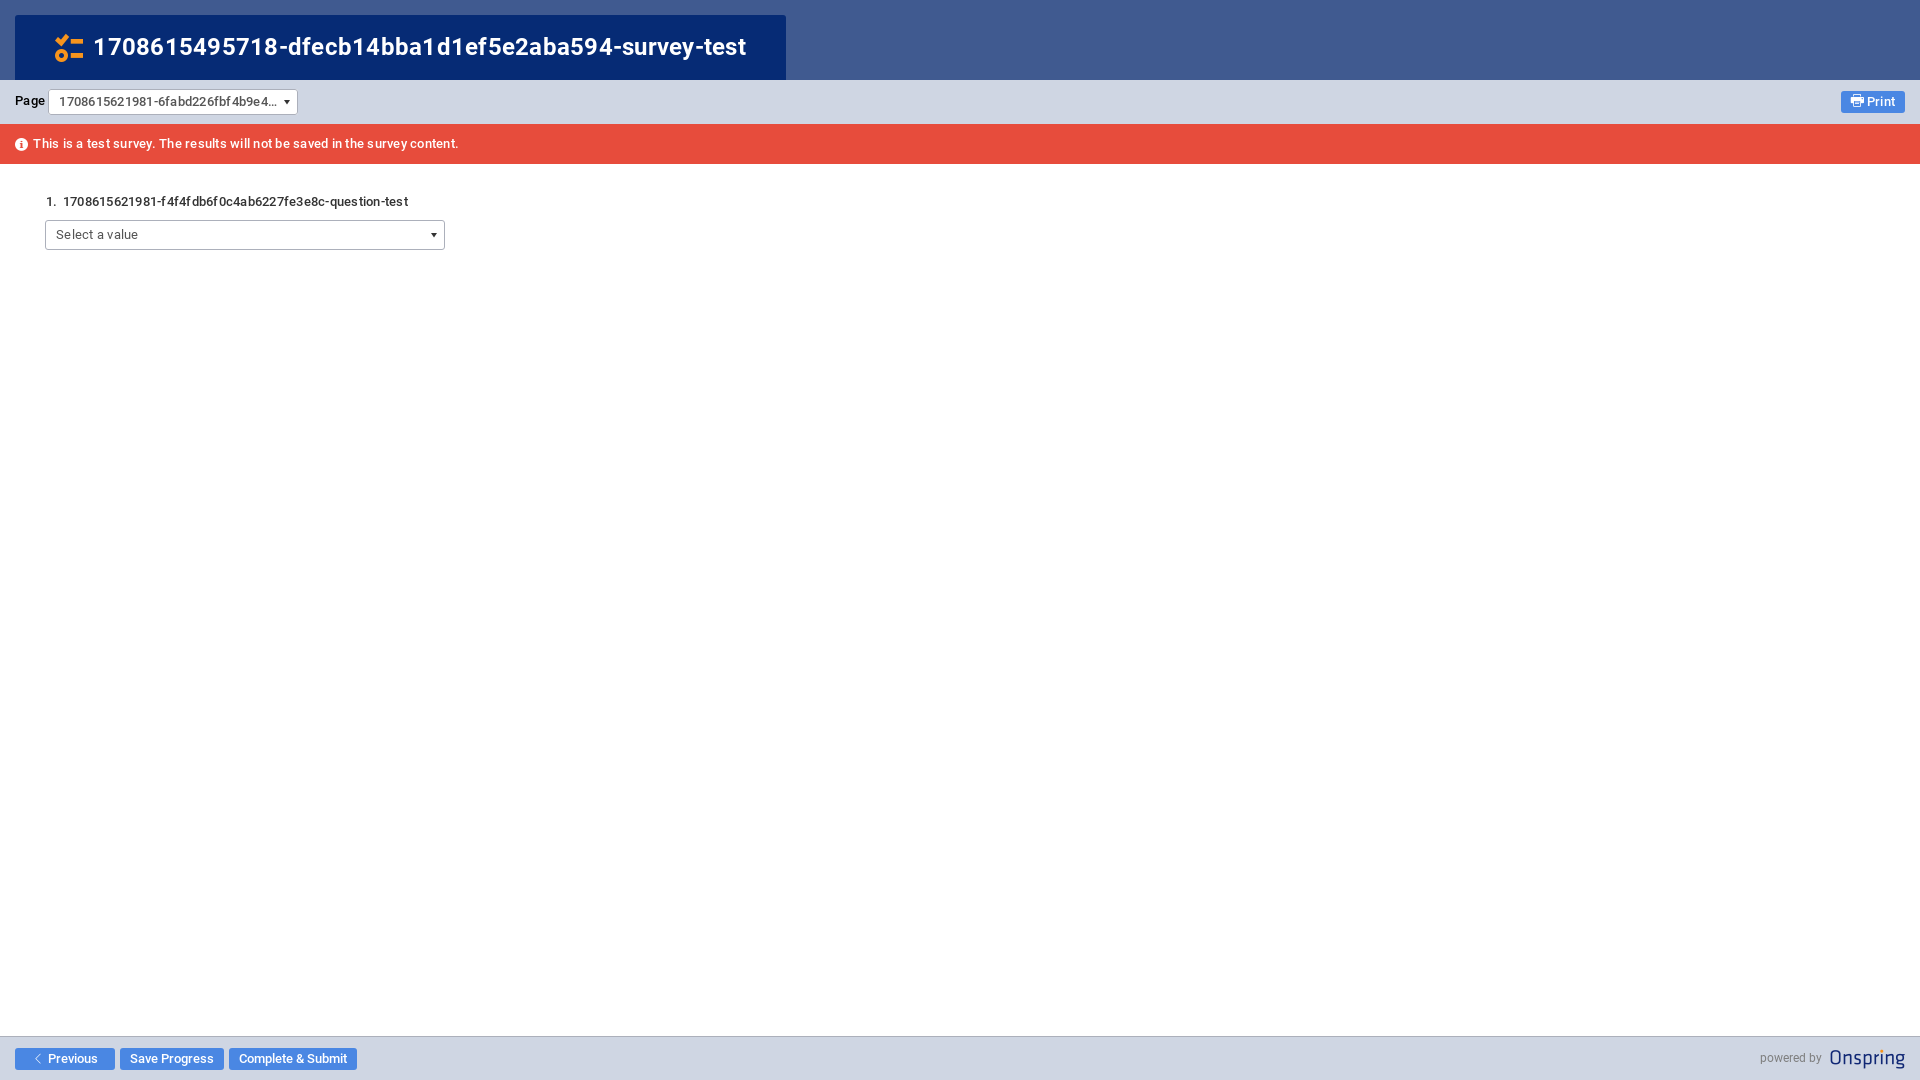 1708615495718-dfecb14bba1d1ef5e2aba594-survey-test
Page 1708615621981-6fabd226fbf4b9e4... Print
This is a test survey. The results will not be saved in the survey content.
1. 1708615621981-f4f4fdb6f0c4ab6227fe3e8c-question-test
Select a value
Previous Save Progress Complete & Submit powered by Onspring